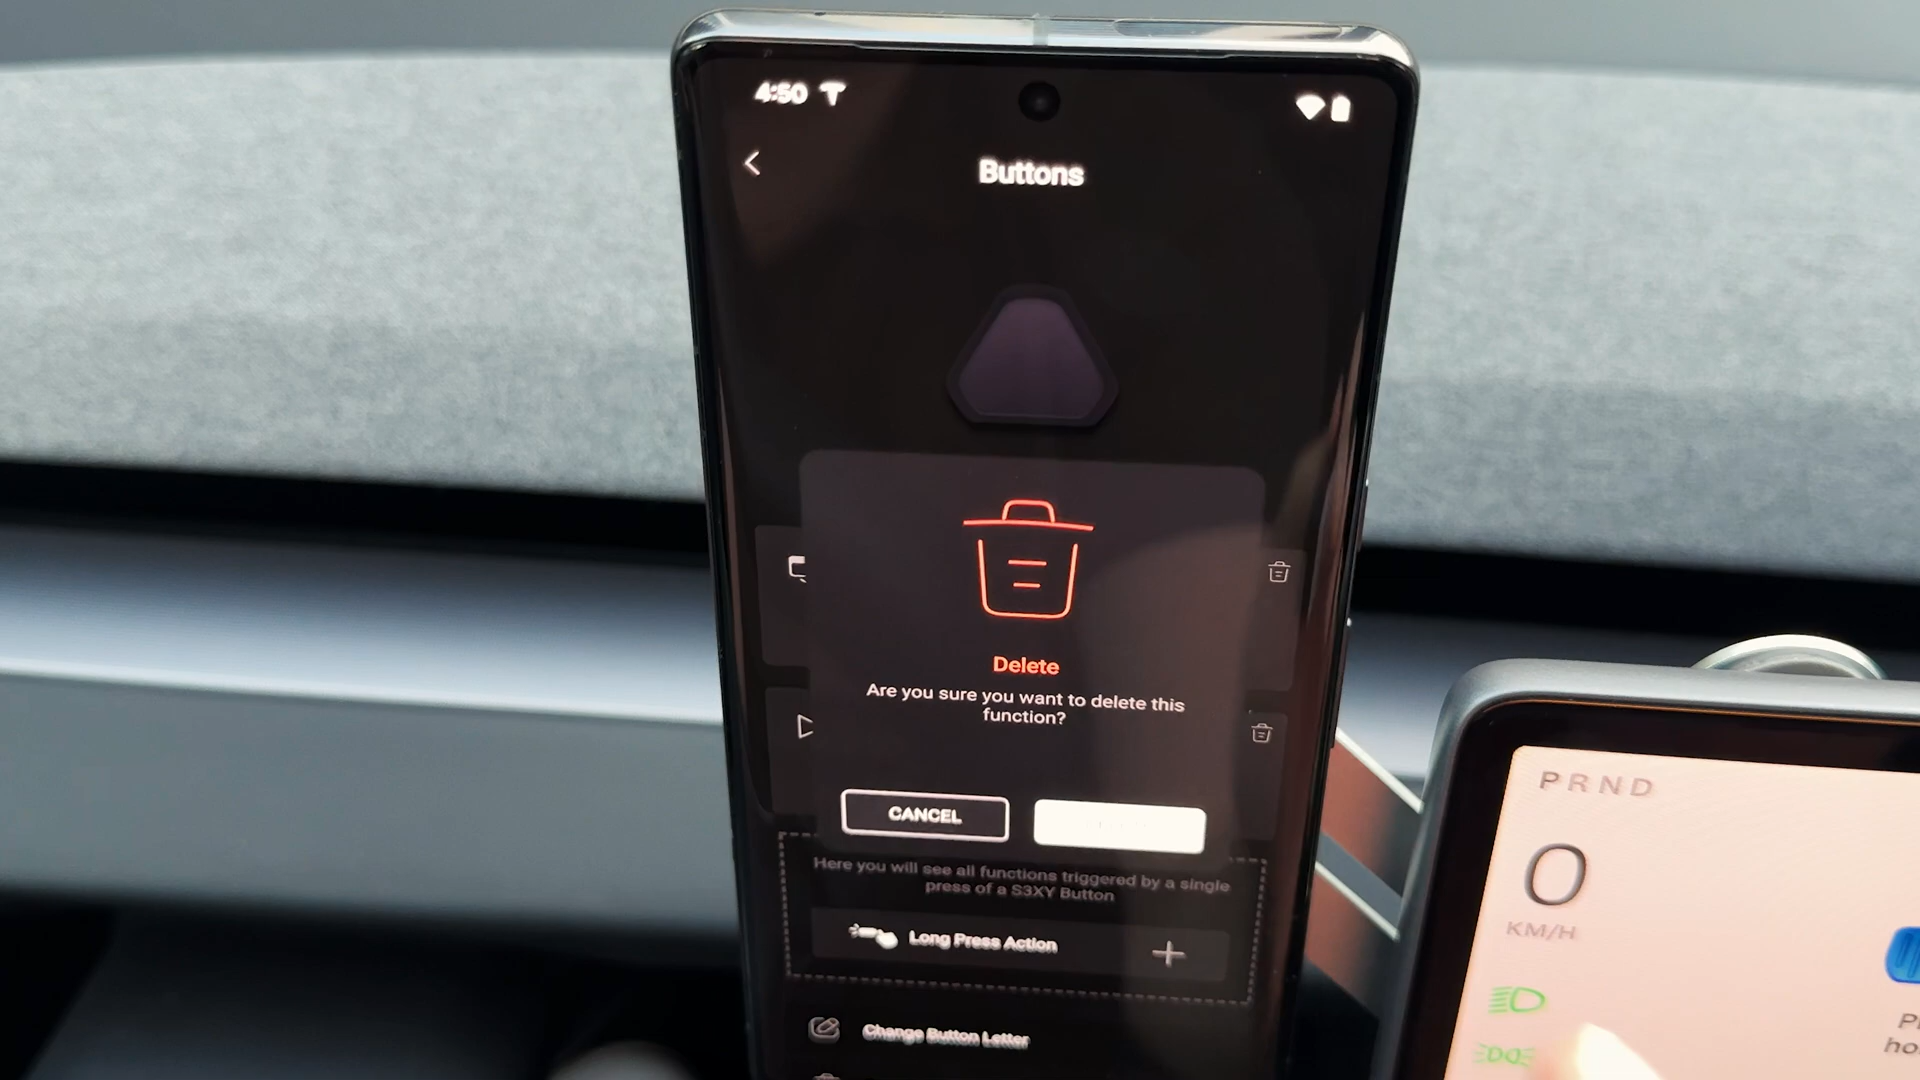 4:50
Buttons
Delete
Are you sure you want to delete this
function?
CANCEL
Here you will see all functions triggered by a single
press of a S3XY Button
Long Press Action
Change Button Letter
PRND
0
KM/H